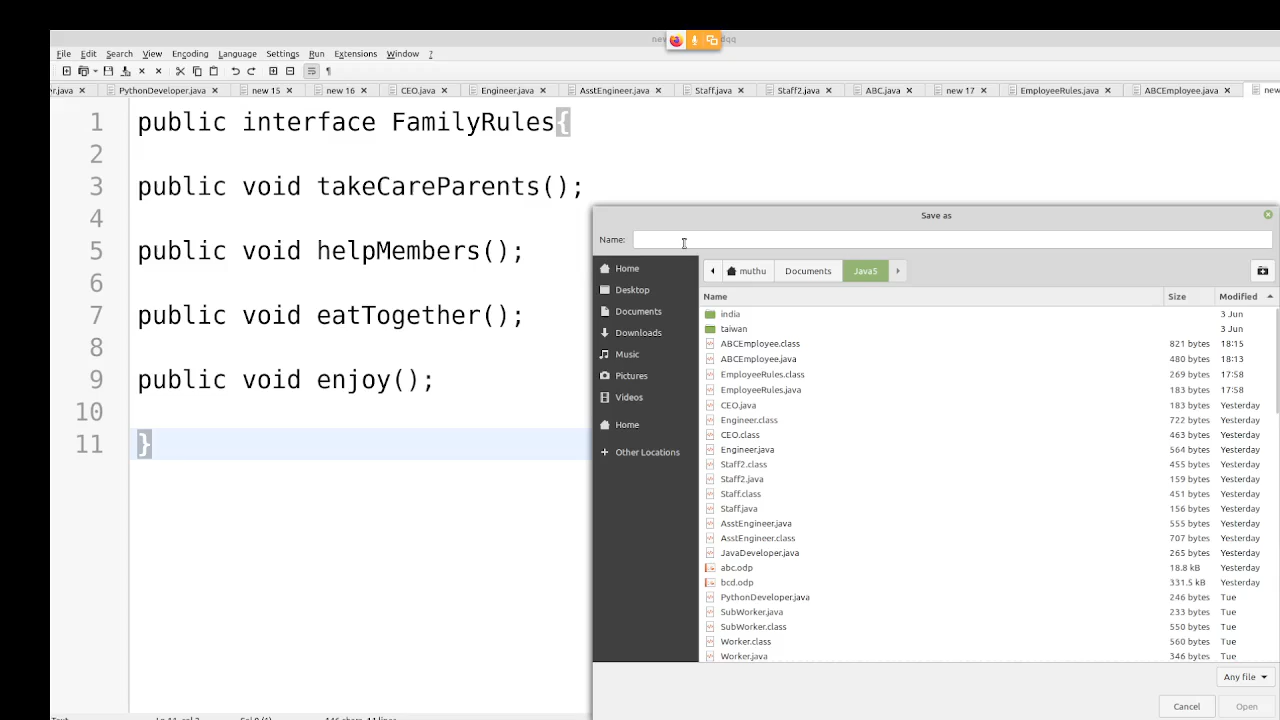 File Edit Search View Encoding Language Settings Run Extensions Window ?
.java PythonDeveloper.java new 15 new 16 CEO.java Engineer.java AsstEngineer.java Staff.java Staff2.java ABC.java new 17 EmployeeRules.java ABCEmployee.java new
1 public interface FamilyRules{
2
3 public void takeCareParents();
4
5 public void helpMembers();
6
7 public void eatTogether();
8
9 public void enjoy();
10
11 }
Save as
Name:
Home
Desktop
Documents
Downloads
Music
Pictures
Videos
Home
Other Locations
muthu Documents Java5
Name Size Modified
india 3 Jun
taiwan 3 Jun
ABCEmployee.class 821 bytes 18:15
ABCEmployee.java 480 bytes 18:13
EmployeeRules.class 269 bytes 17:58
EmployeeRules.java 183 bytes 17:58
CEO.java 183 bytes Yesterday
Engineer.class 722 bytes Yesterday
CEO.class 463 bytes Yesterday
Engineer.java 564 bytes Yesterday
Staff2.class 455 bytes Yesterday
Staff2.java 159 bytes Yesterday
Staff.class 451 bytes Yesterday
Staff.java 156 bytes Yesterday
AsstEngineer.java 555 bytes Yesterday
AsstEngineer.class 707 bytes Yesterday
JavaDeveloper.java 265 bytes Yesterday
abc.odp 18.8 kB Yesterday
bcd.odp 331.5 kB Yesterday
PythonDeveloper.java 246 bytes Tue
SubWorker.java 233 bytes Tue
SubWorker.class 550 bytes Tue
Worker.class 560 bytes Tue
Worker.java 346 bytes Tue
Any file
Cancel Open